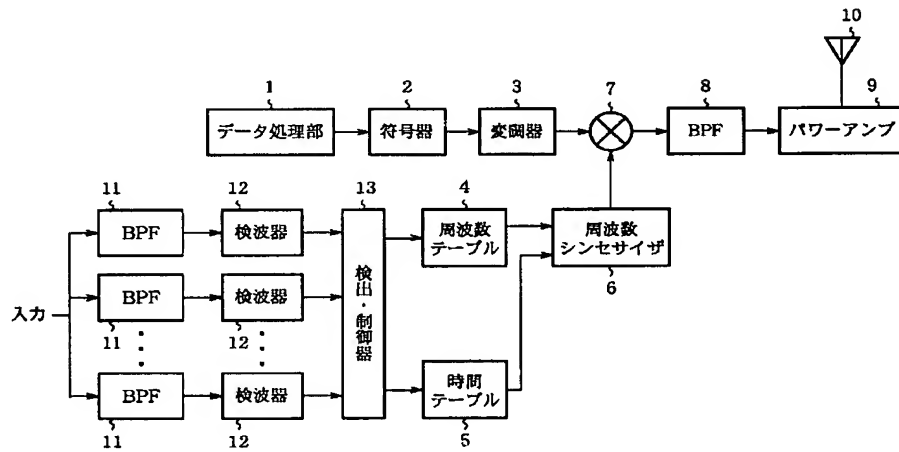 10
1
2
3
7
8
9
データ処理部
符号器
変調器
BPF
パワーアンプ
11
12
13
4
BPF
検波器
周波数
テーブル
周波数
シンセサイザ
6
入力
BPF
検波器
11
12
検出・制御器
BPF
検波器
時間
テーブル
11
12
5